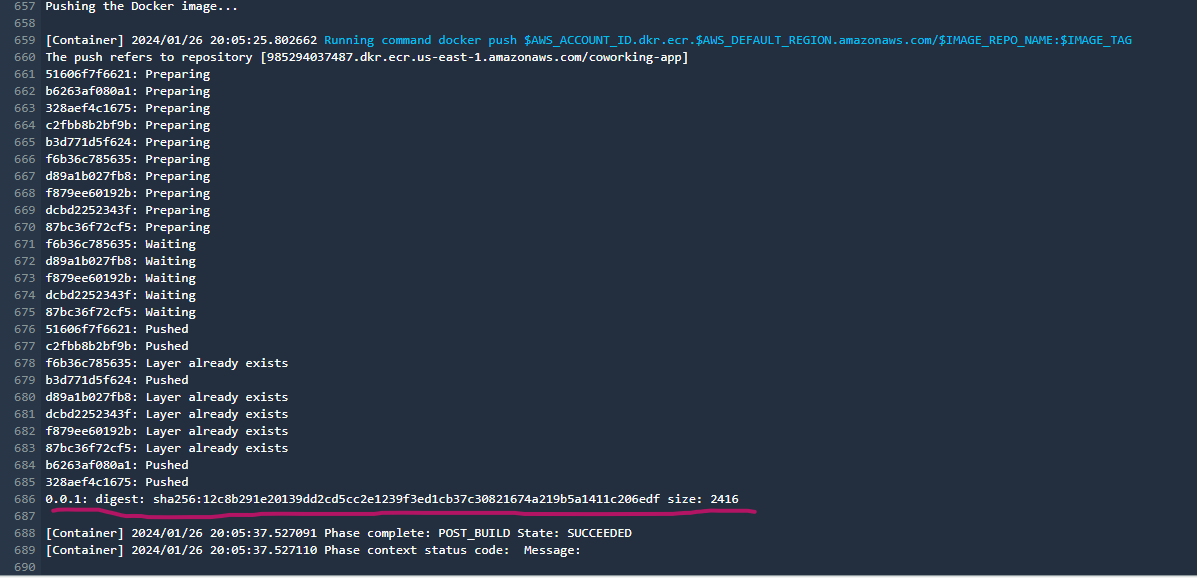 657 Pushing the Docker image...
658
659 [Container] 2024/01/26 20:05:25.802662 Running command docker push $AWS_ACCOUNT_ID.dkr.ecr.$AWS_DEFAULT_REGION.amazonaws.com/$IMAGE_REPO_NAME:$IMAGE_TAG
660 The push refers to repository [985294037487.dkr.ecr.us-east-1.amazonaws.com/coworking-app]
661 51606f7f6621: Preparing
662 b6263af080a1: Preparing
663 328aef4c1675: Preparing
664 c2fbb8b2bf9b: Preparing
665 b3d771d5f624: Preparing
666 f6b36c785635: Preparing
667 d89a1b027fb8: Preparing
668 f879ee60192b: Preparing
669 dcbd2252343f: Preparing
670 87bc36f72cf5: Preparing
671 f6b36c785635: Waiting
672 d89a1b027fb8: Waiting
673 f879ee60192b: Waiting
674 dcbd2252343f: Waiting
675 87bc36f72cf5: Waiting
676 51606f7f6621: Pushed
677 c2fbb8b2bf9b: Pushed
678 f6b36c785635: Layer already exists
679 b3d771d5f624: Pushed
680 d89a1b027fb8: Layer already exists
681 dcbd2252343f: Layer already exists
682 f879ee60192b: Layer already exists
683 87bc36f72cf5: Layer already exists
684 b6263af080a1: Pushed
685 328aef4c1675: Pushed
686 0.0.1: digest: sha256:12c8b291e20139dd2cd5cc2e1239f3ed1cb37c30821674a219b5a1411c206edf size: 2416
687
688 [Container] 2024/01/26 20:05:37.527091 Phase complete: POST_BUILD State: SUCCEEDED
689 [Container] 2024/01/26 20:05:37.527110 Phase context status code:  Message:
690